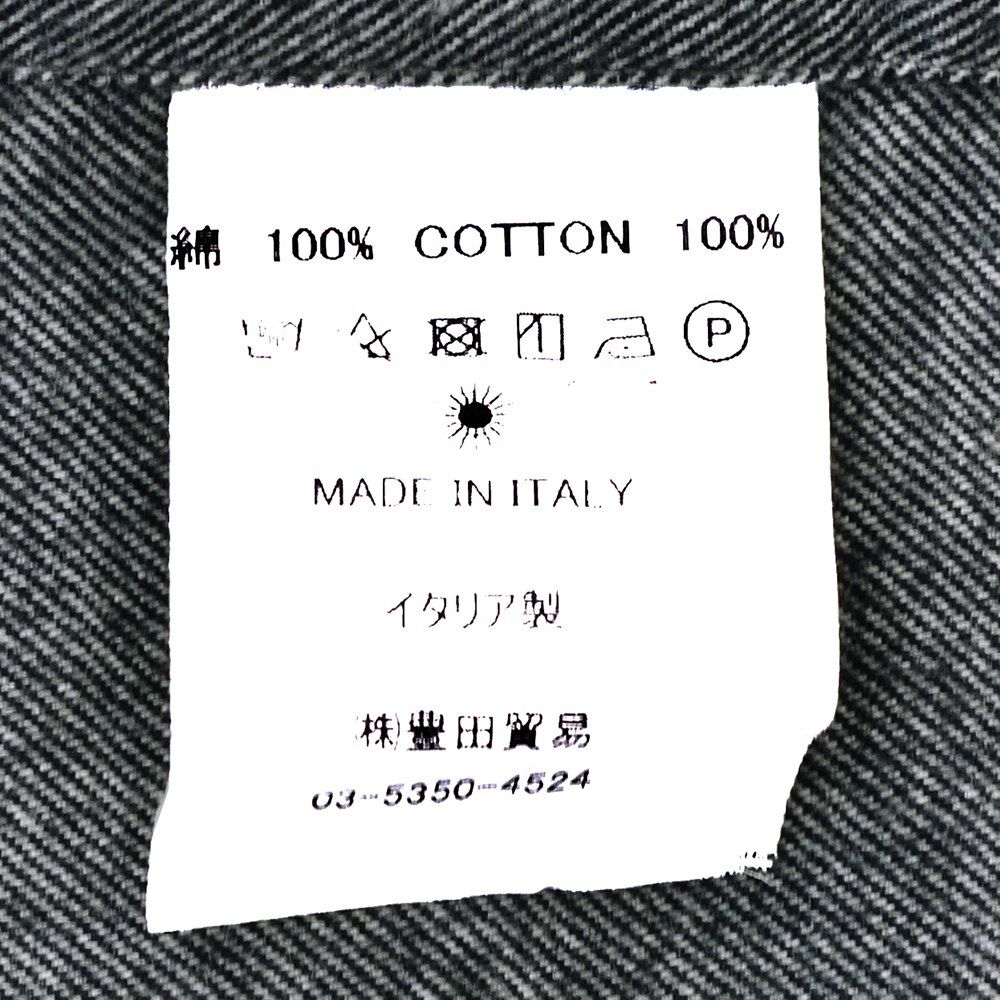 綿 100% COTTON 100%
P
MADE IN ITALY
イタリア製
(株)豊田貿易
03-5350-4524